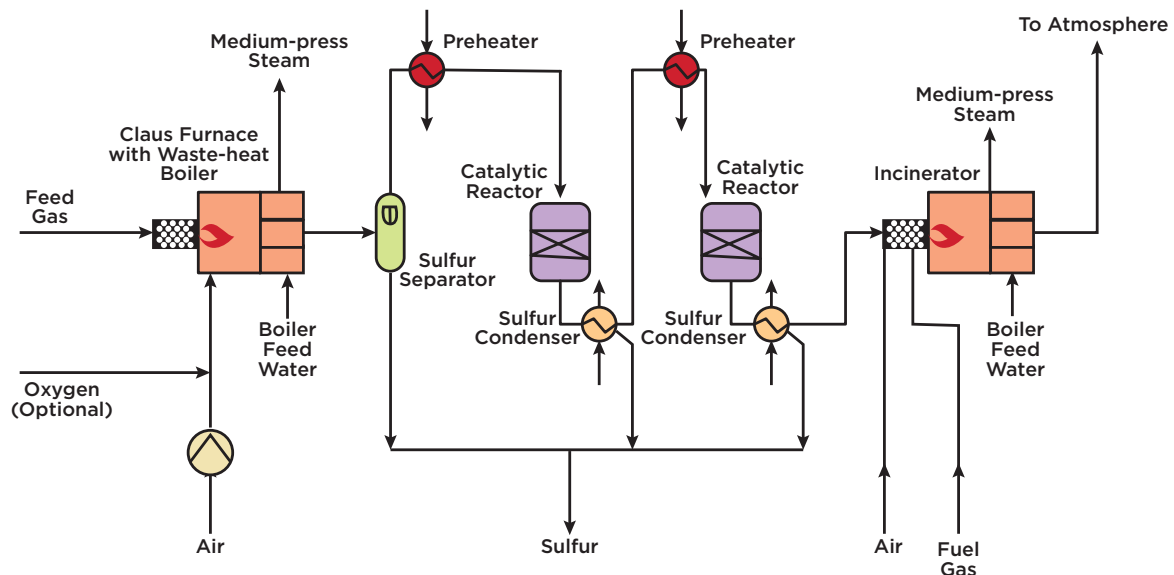 Medium-press
Steam
Preheater
Preheater
To Atmosphere
Medium-press
Steam
Claus Furnace
with Waste-heat
Boiler
Catalytic
Reactor
Catalytic
Reactor
Incinerator
Feed
Gas
Sulfur
Separator
Boiler
Feed
Water
Sulfur
Condenser
Sulfur
Condenser
Boiler
Feed
Water
Oxygen
(Optional)
Air
Sulfur
Air
Fuel
Gas